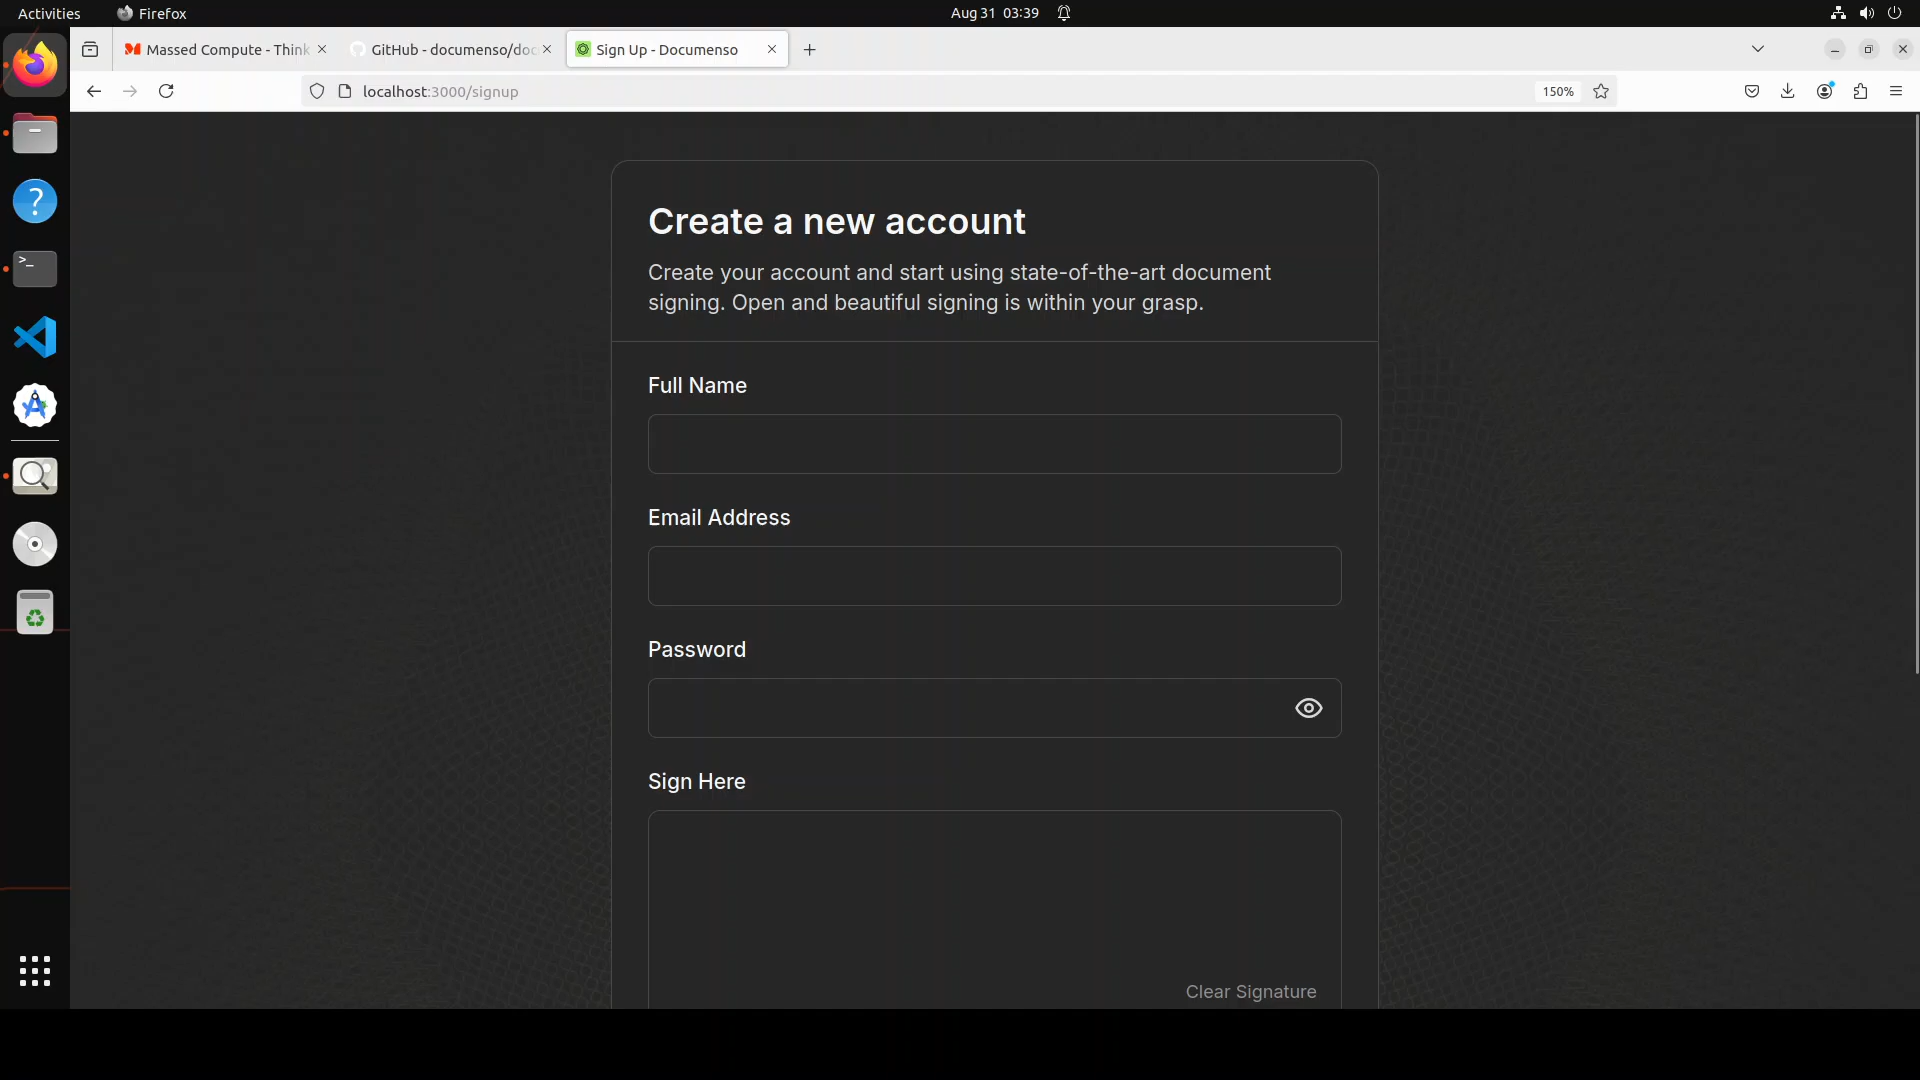 Activities
Firefox
Aug 31 03:39
Massed Compute - Think
GitHub - documenso/doc
Sign Up - Documenso
localhost:3000/signup
150%
Create a new account
Create your account and start using state-of-the-art document
signing. Open and beautiful signing is within your grasp.
Full Name
Email Address
Password
Sign Here
Clear Signature